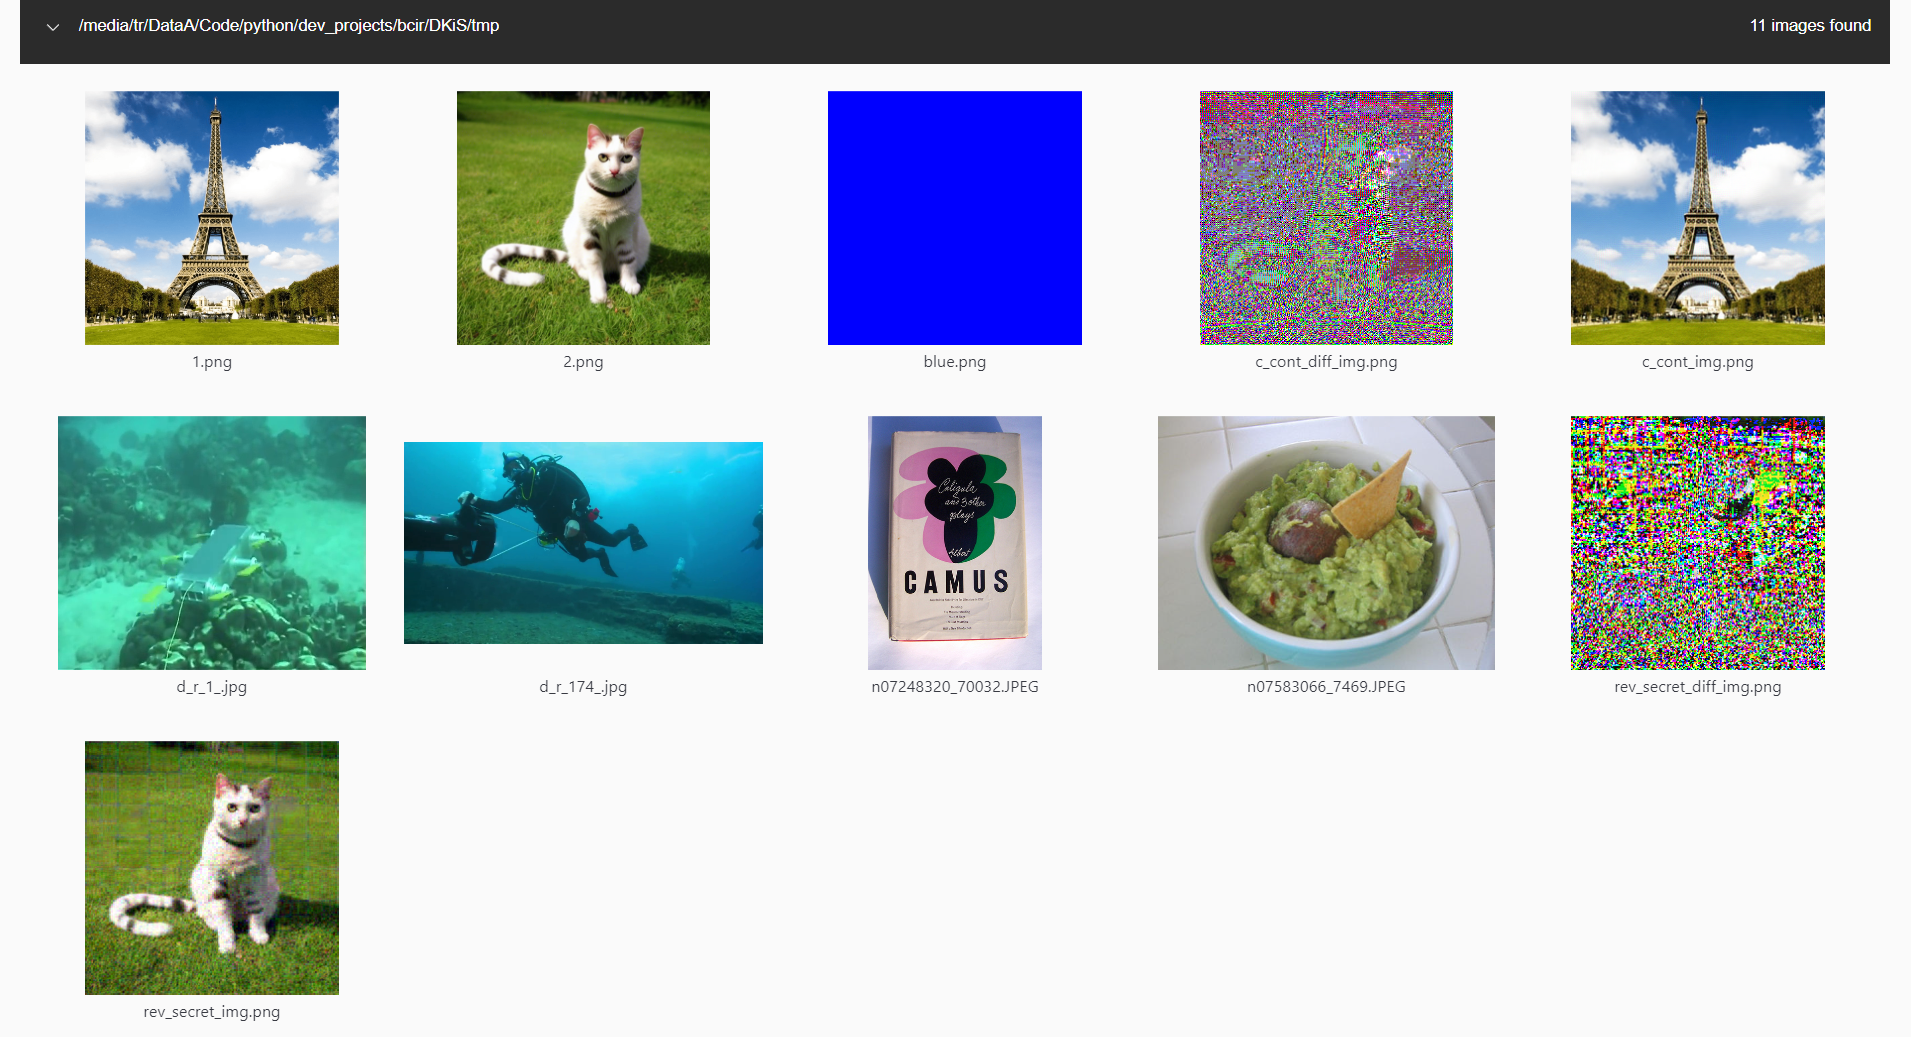 /media/tr/DataA/Code/python/dev_projects/bcir/DKiS/tmp
11 images found
1.png
2.png
blue.png
c_cont_diff_img.png
c_cont_img.png
Caligula
and 3 other
plays
Albert
CAMUS
d_r_1_.jpg
d_r_174_.jpg
n07248320_70032.JPEG
n07583066_7469.JPEG
rev_secret_diff_img.png
rev_secret_img.png